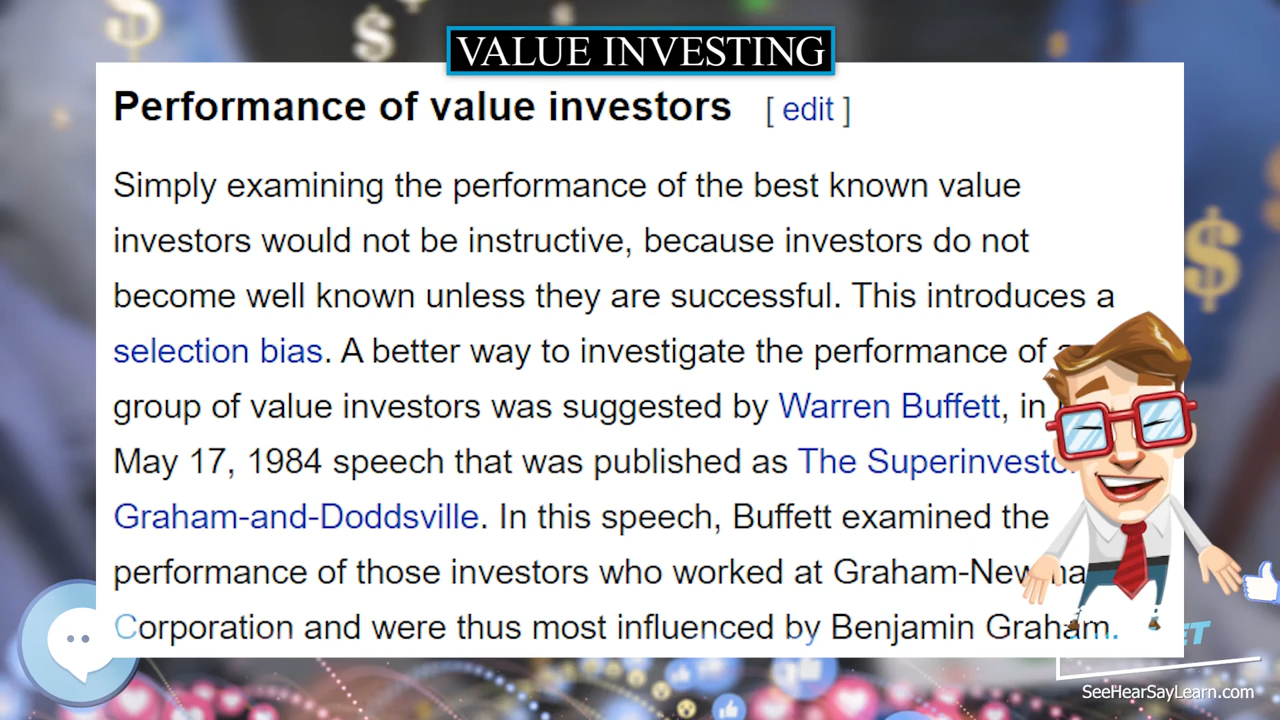 VALUE INVESTING
Performance of value investors [ edit ]
Simply examining the performance of the best known value
investors would not be instructive, because investors do not
become well known unless they are successful. This introduces a
selection bias. A better way to investigate the performance of
group of value investors was suggested by Warren Buffett, in
May 17, 1984 speech that was published as The
Graham-and-Doddsville. In this speech, Buffett examined the
performance of those investors who worked at
Corporation and were thus most influenced by Benjamin Graham.
SeeHearSayLearn.com